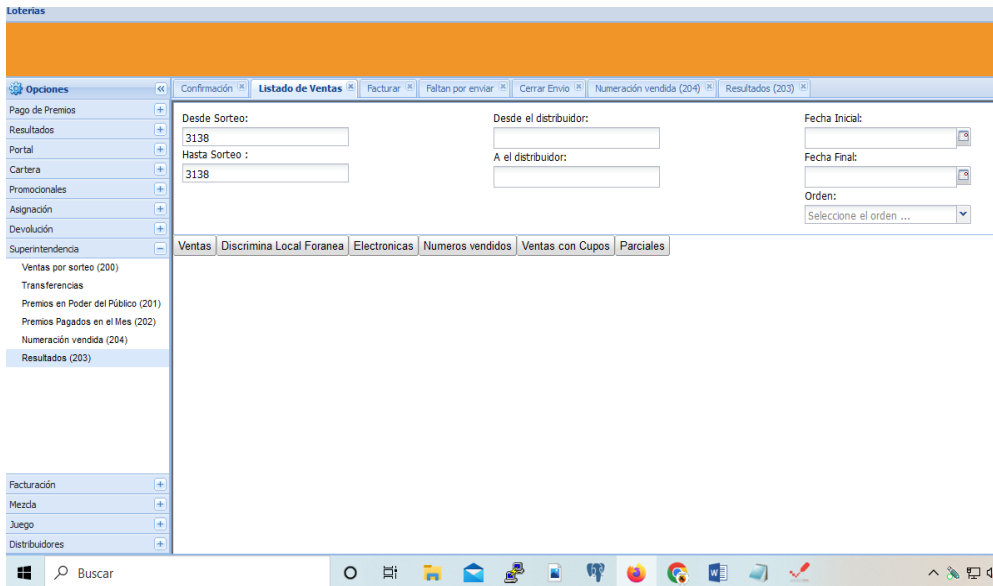 Loterias
Opciones
Confirmación
Listado de Ventas
Facturar
Faltan por enviar
Cerrar Envio
Numeración vendida (204)
Resultados (203)
Pago de Premios
Resultados
Portal
Cartera
Promocionales
Asignación
Devolución
Superintendencia
Ventas por sorteo (200)
Transferencias
Premios en Poder del Público (201)
Premios Pagados en el Mes (202)
Numeración vendida (204)
Resultados (203)
Facturación
Mezcla
Juego
Distribuidores
Desde Sorteo:
3138
Hasta Sorteo :
3138
Desde el distribuidor:
A el distribuidor:
Fecha Inicial:
Fecha Final:
Orden:
Seleccione el orden ...
Ventas
Discrimina Local Foranea
Electronicas
Numeros vendidos
Ventas con Cupos
Parciales
Buscar